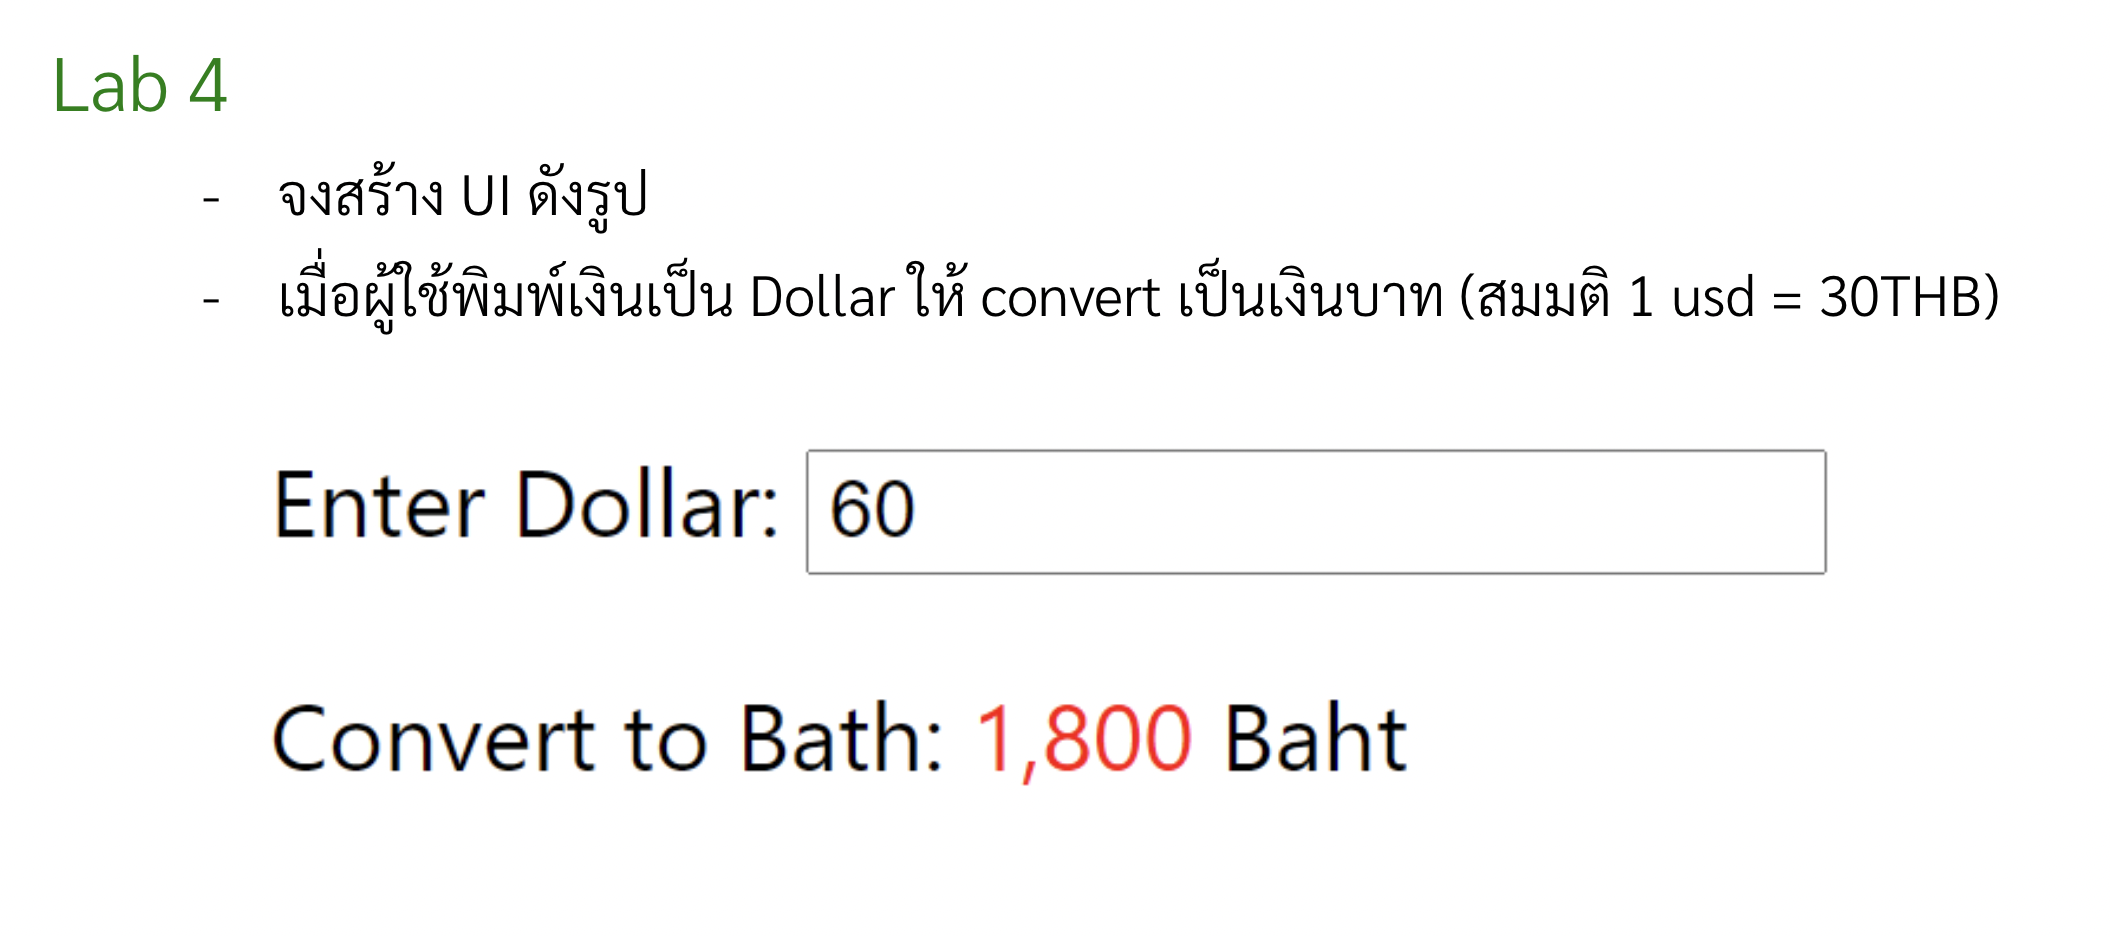 Lab 4
- จงสร้าง UI ดังรูป
- เมื่อผู้ใช้พิมพ์เงินเป็น Dollar ให้ convert เป็นเงินบาท (สมมติ 1 usd = 30THB)
Enter Dollar: 60
Convert to Bath: 1,800 Baht